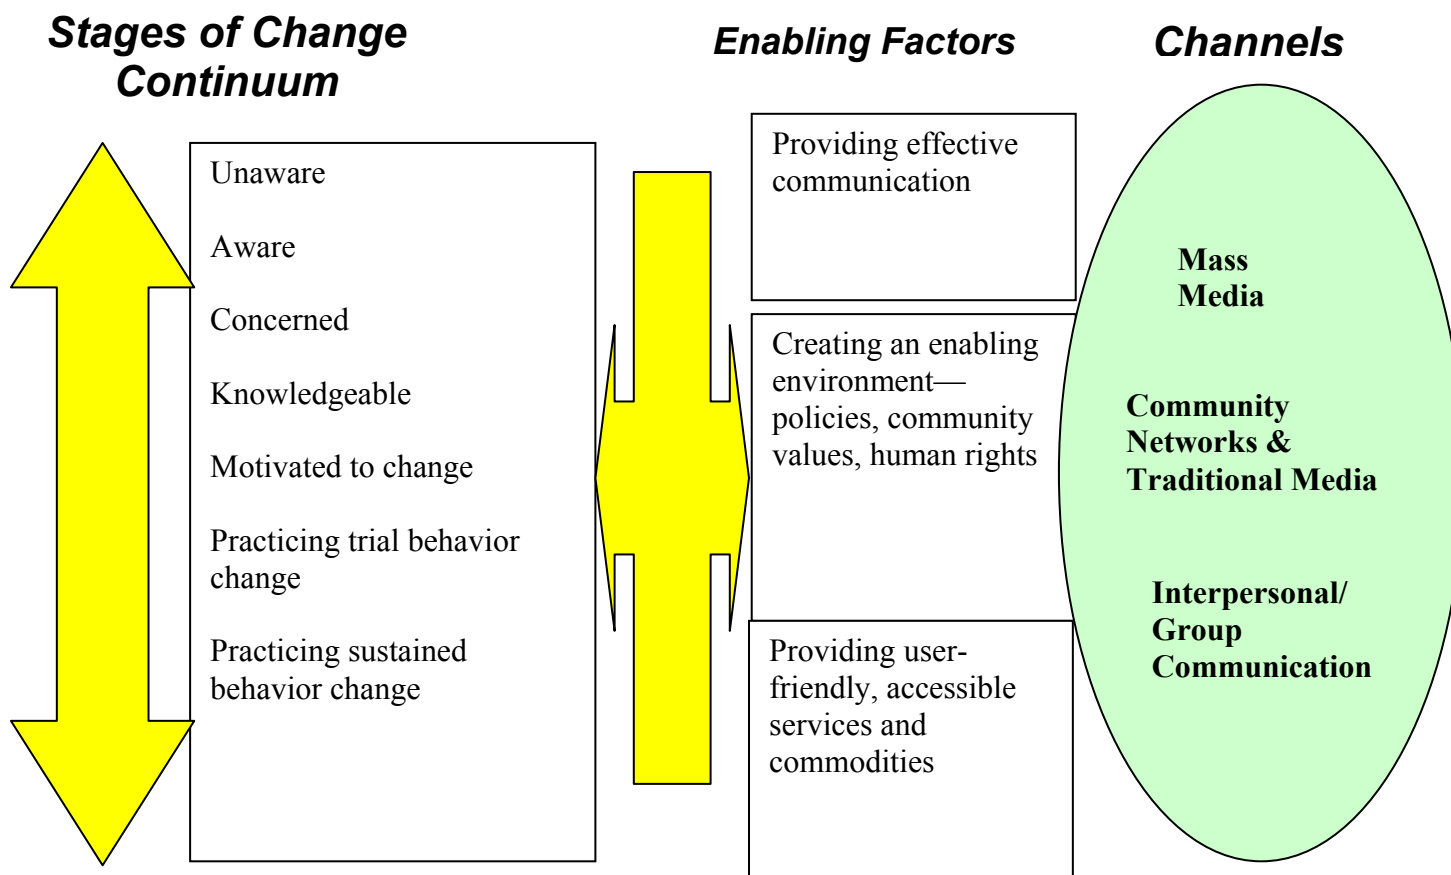 Stages of Change
Continuum
Enabling Factors
Channels
Unaware
Aware
Concerned
Knowledgeable
Motivated to change
Practicing trial behavior
change
Practicing sustained
behavior change
Providing effective
communication
Creating an enabling
environment—
policies, community
values, human rights
Providing user-
friendly, accessible
services and
commodities
Mass
Media
Community
Networks &
Traditional Media
Interpersonal/
Group
Communication